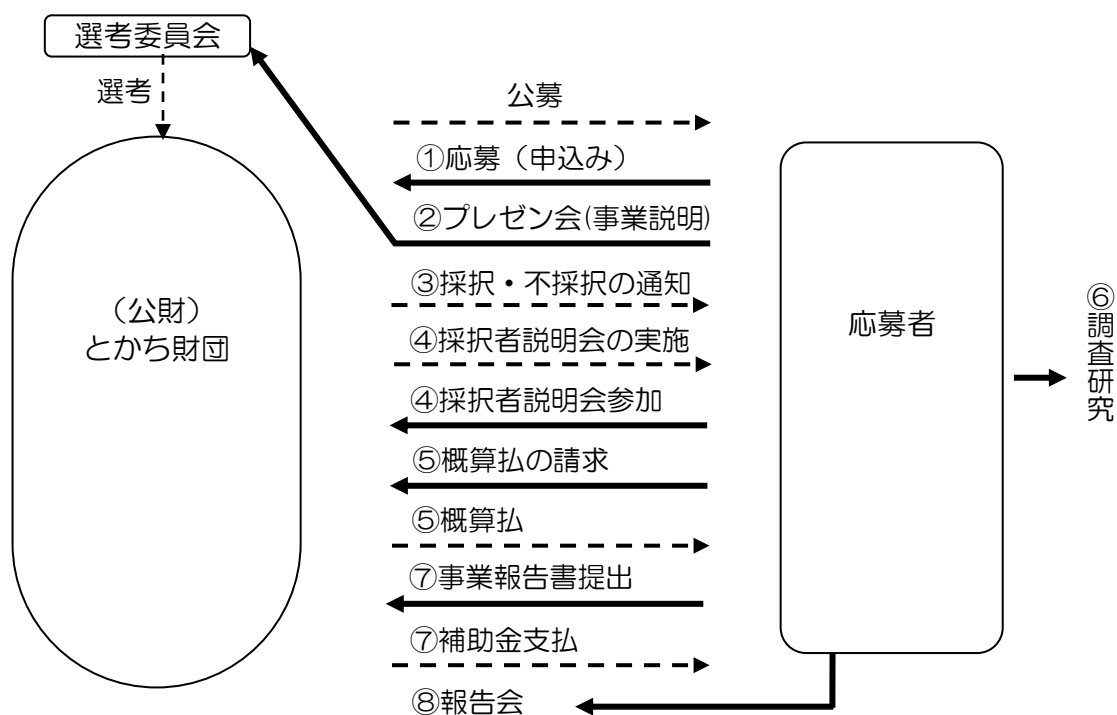 選考委員会
選考
公募
①応募（申込み）
②プレゼン会(事業説明)
③採択・不採択の通知
④採択者説明会の実施
④採択者説明会参加
⑤概算払の請求
⑤概算払
⑦事業報告書提出
⑦補助金支払
⑧報告会
（公財）
とかち財団
応募者
⑥調査研究